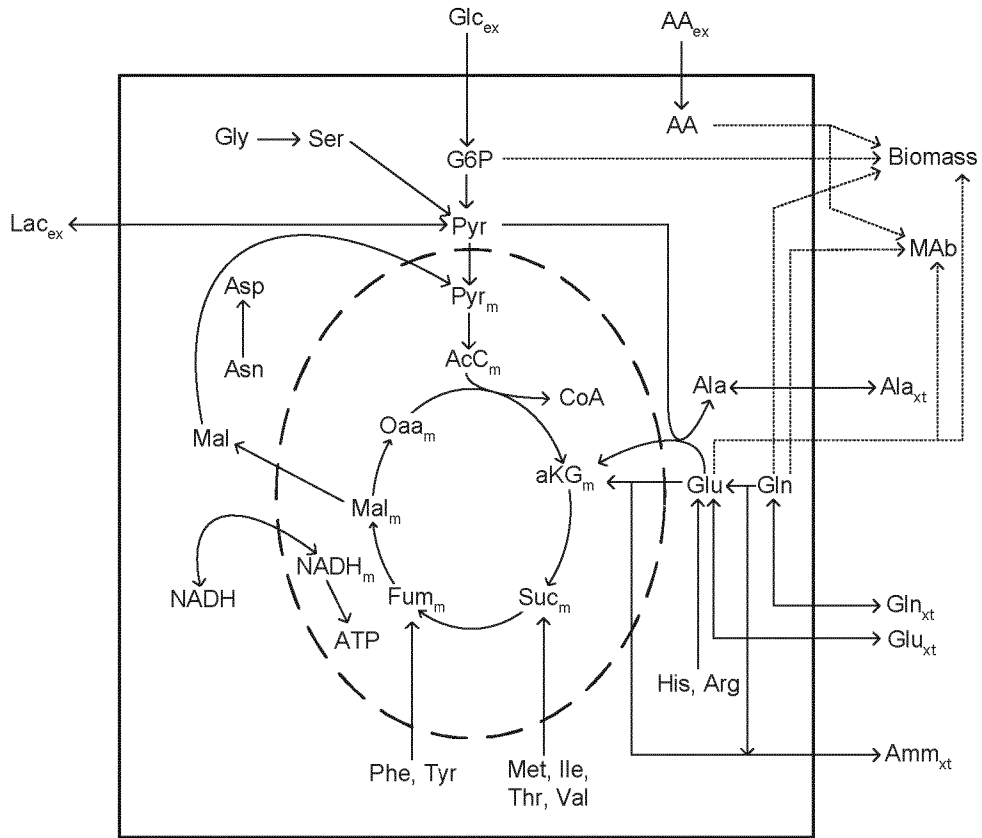 Glc_ex
AA_ex
AA
Gly
Ser
G6P
Biomass
Lac_ex
Pyr
MAb
Asp
Pyr_m
Asn
AcC_m
Ala
Ala_xt
CoA
Oaa_m
Mal
aKG_m
Glu
Gln
Mal_m
NADH_m
NADH
Fum_m
Suc_m
Gln_xt
ATP
Glu_xt
His, Arg
Amm_xt
Phe, Tyr
Met, Ile,
Thr, Val